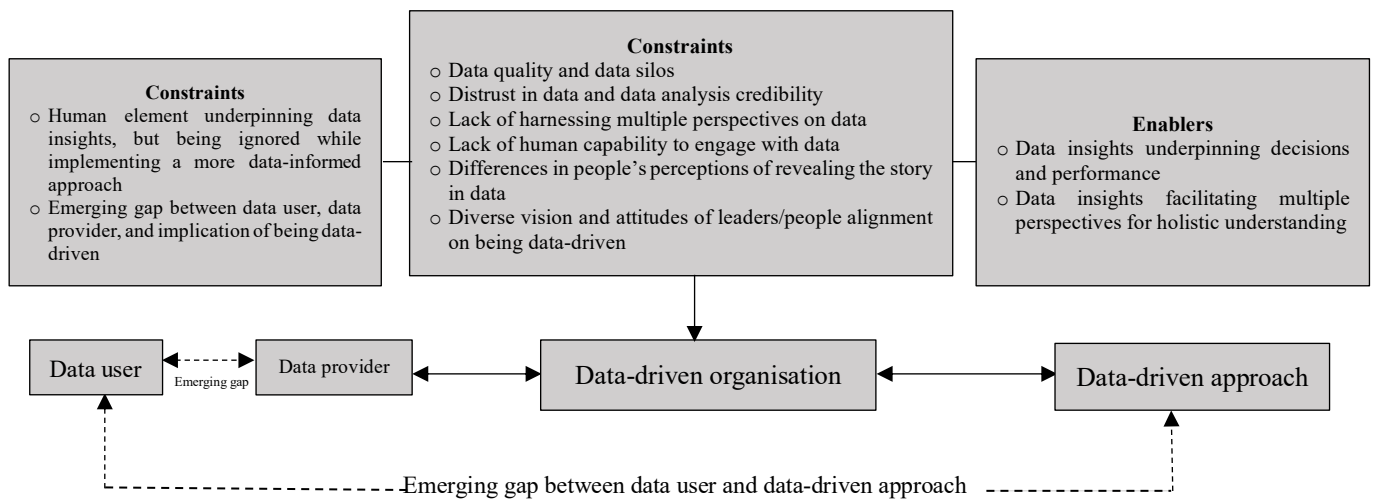 Constraints
○ Human element underpinning data
insights, but being ignored while
implementing a more data-informed
approach
○ Emerging gap between data user, data
provider, and implication of being data-
driven
Constraints
○ Data quality and data silos
○ Distrust in data and data analysis credibility
○ Lack of harnessing multiple perspectives on data
○ Lack of human capability to engage with data
○ Differences in people’s perceptions of revealing the story
in data
○ Diverse vision and attitudes of leaders/people alignment
on being data-driven
Enablers
○ Data insights underpinning decisions
and performance
○ Data insights facilitating multiple
perspectives for holistic understanding
Data user
Emerging gap
Data provider
Data-driven organisation
Data-driven approach
Emerging gap between data user and data-driven approach